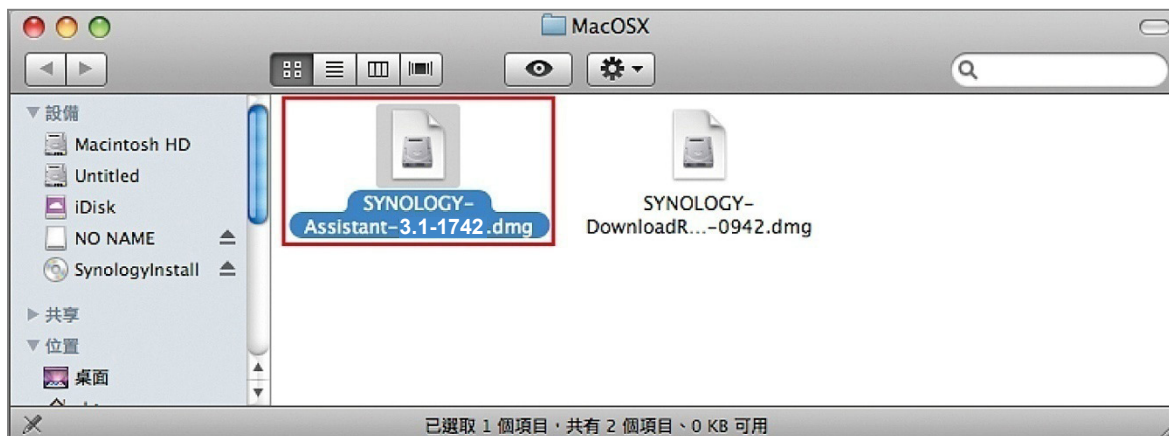 MacOSX
設備
Macintosh HD
Untitled
iDisk
NO NAME
SynologyInstall
共享
位置
桌面
SYNOLOGY-
Assistant-3.1-1742.dmg
SYNOLOGY-
DownloadR...-0942.dmg
已選取 1 個項目，共有 2 個項目、0 KB 可用